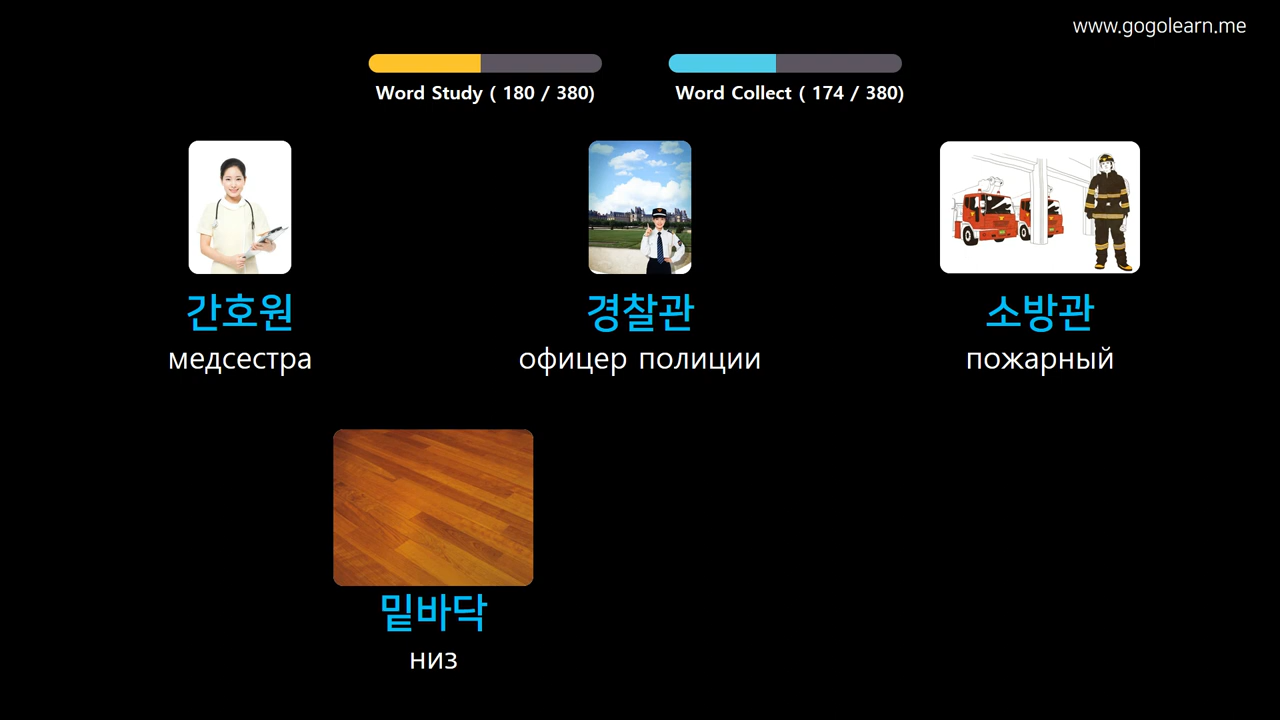 www.gogolearn.me
Word Study ( 180 / 380)
Word Collect ( 174 / 380)
간호원
경찰관
소방관
медсестра
офицер полиции
пожарный
밑바닥
низ